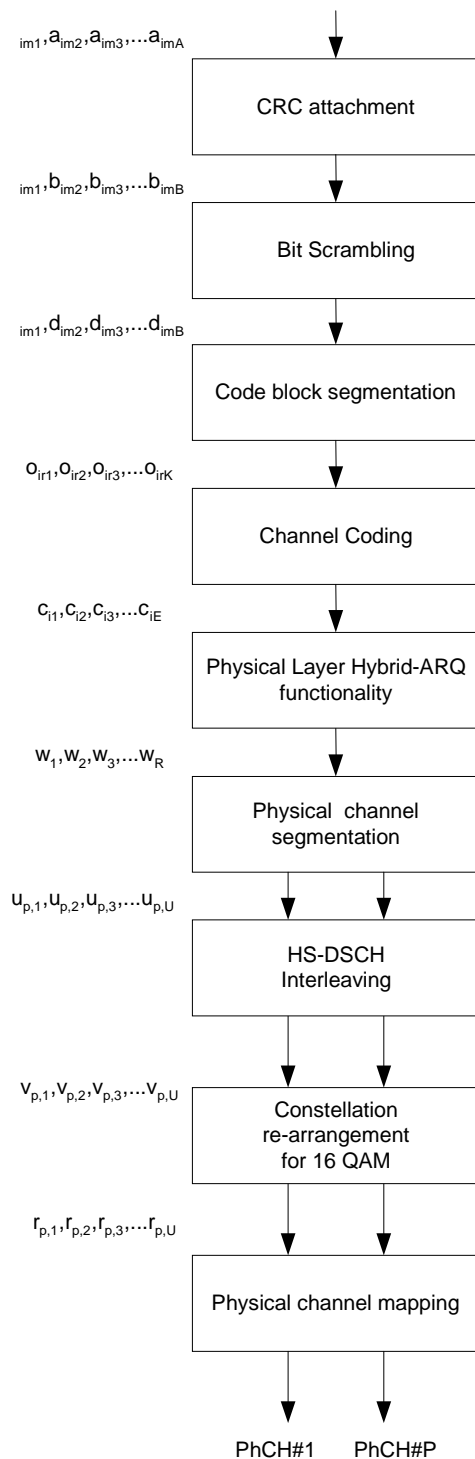 im1,aim2,aim3,...aimA
CRC attachment
im1,bim2,bim3,...bimB
Bit Scrambling
im1,dim2,dim3,...dimB
Code block segmentation
oir1,oir2,oir3,...oirK
Channel Coding
ci1,ci2,ci3,...ciE
Physical Layer Hybrid-ARQ
functionality
w1,w2,w3,...wR
Physical channel
segmentation
up,1,up,2,up,3,...up,U
HS-DSCH
Interleaving
vp,1,vp,2,vp,3,...vp,U
Constellation
re-arrangement
for 16 QAM
rp,1,rp,2,rp,3,...rp,U
Physical channel mapping
PhCH#1 PhCH#P